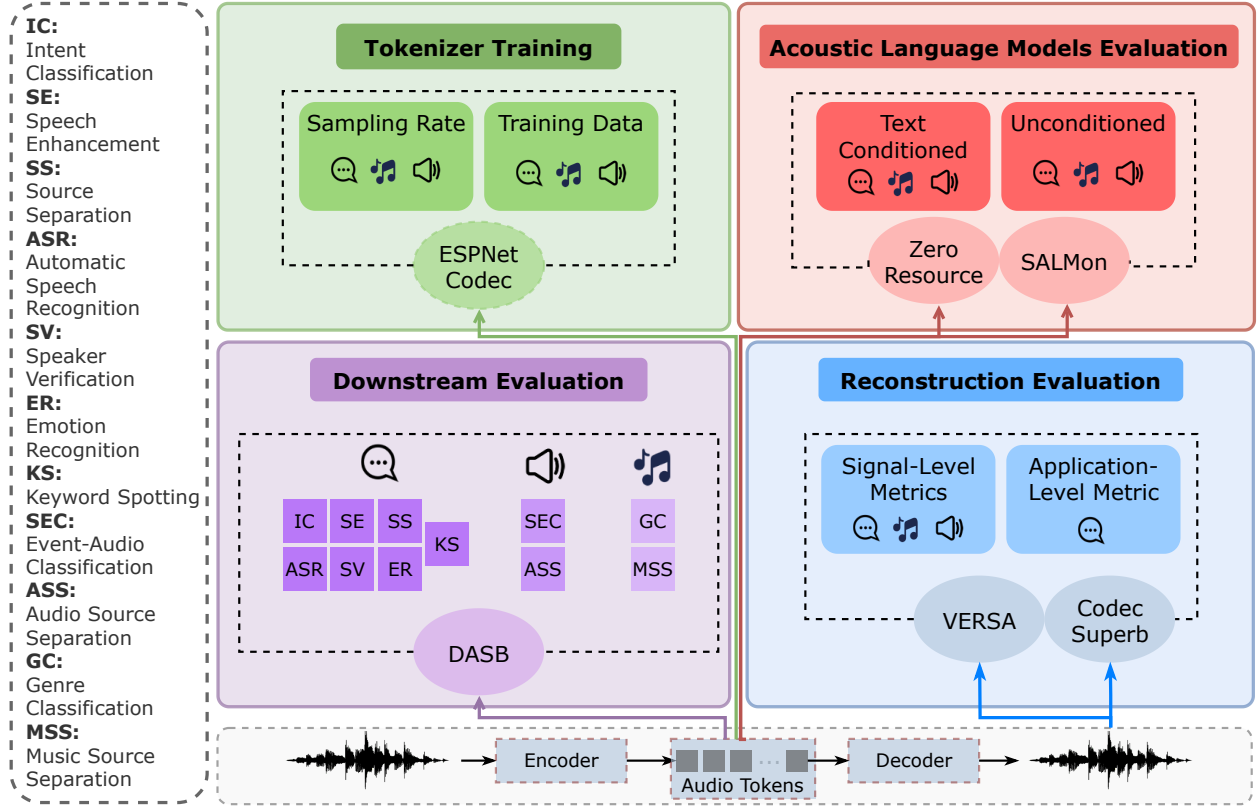 IC:
Intent
Classification
SE:
Speech
Enhancement
SS:
Source
Separation
ASR:
Automatic
Speech
Recognition
SV:
Speaker
Verification
ER:
Emotion
Recognition
KS:
Keyword Spotting
SEC:
Event-Audio
Classification
ASS:
Audio Source
Separation
GC:
Genre
Classification
MSS:
Music Source
Separation
Tokenizer Training
Sampling Rate
Training Data
ESPNet
Codec
Acoustic Language Models Evaluation
Text
Conditioned
Unconditioned
Zero
Resource
SALMon
Downstream Evaluation
IC SE SS
KS
ASR SV ER
SEC
ASS
GC
MSS
DASB
Reconstruction Evaluation
Signal-Level
Metrics
Application-
Level Metric
VERSA
Codec
Superb
Encoder
Audio Tokens
Decoder